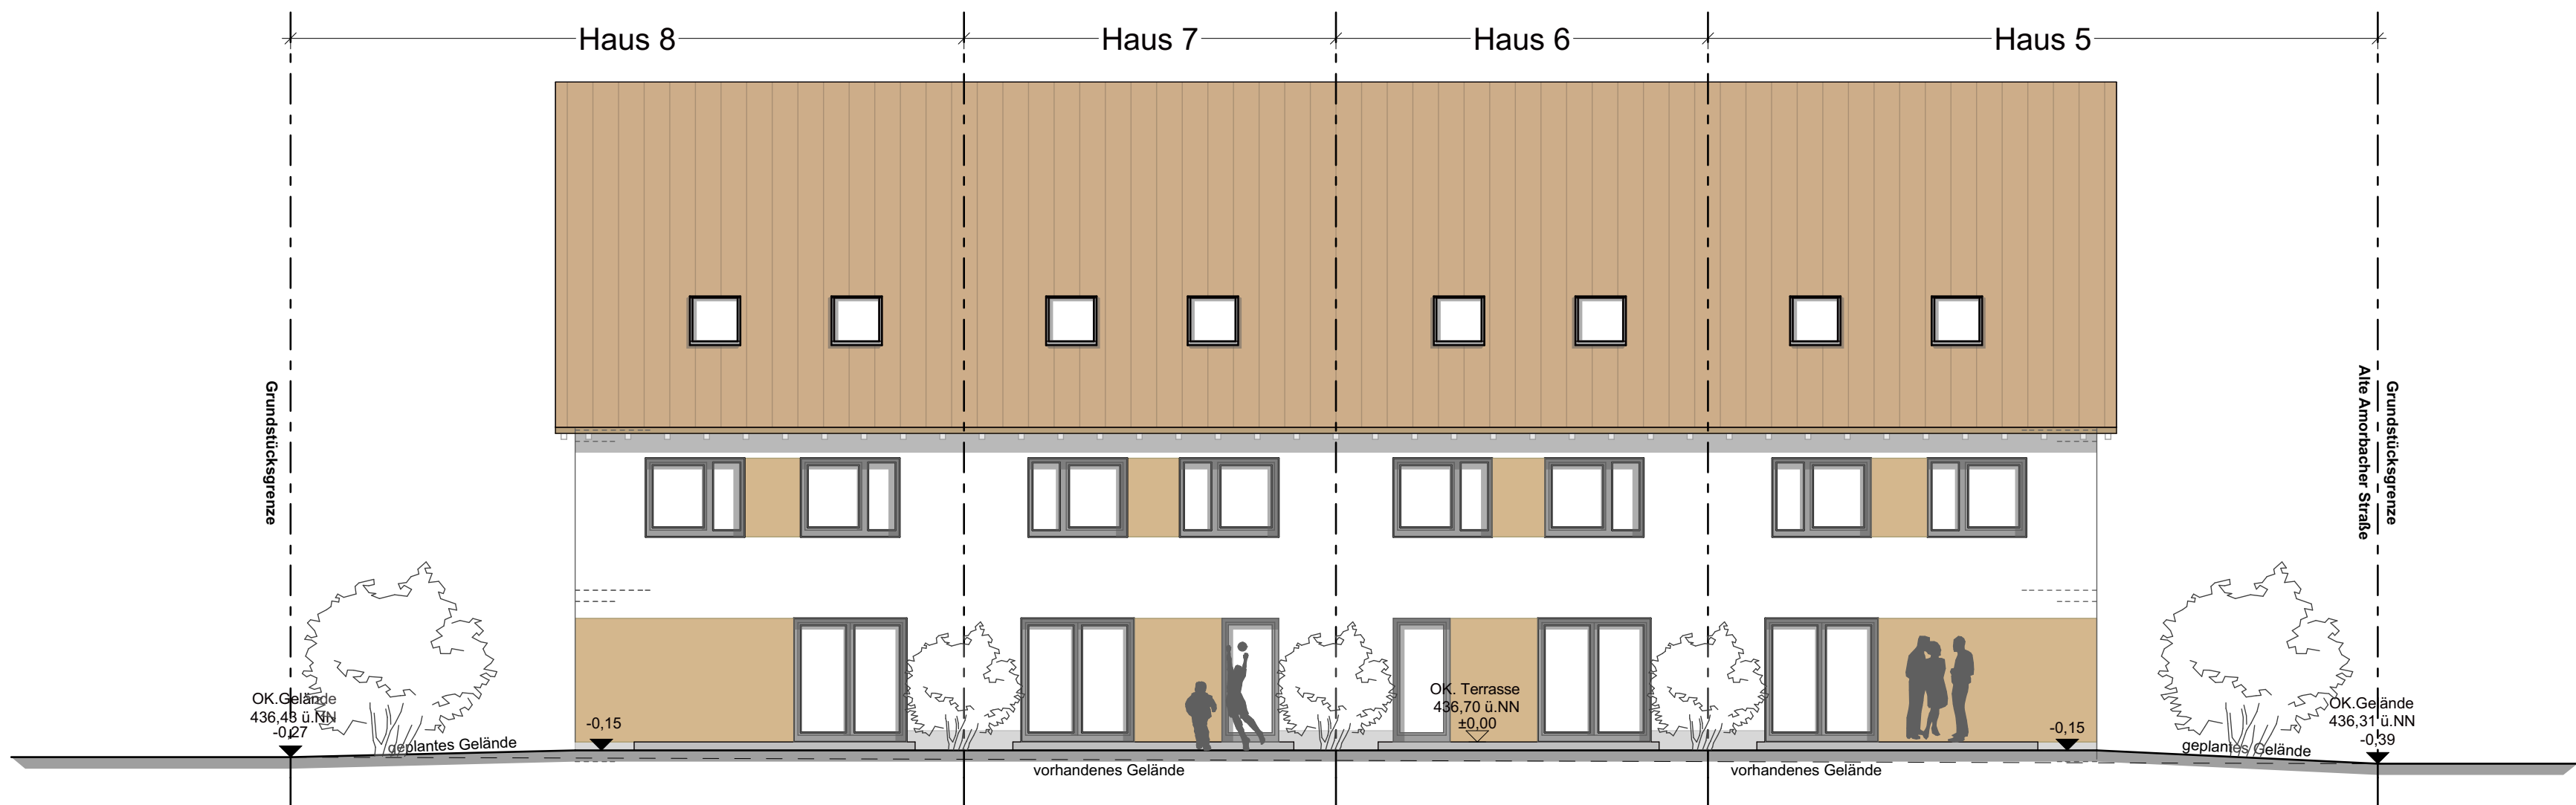 Haus 8
Haus 7
Haus 6
Haus 5
Grundstücksgrenze
Grundstücksgrenze
Alte Amorbacher Straße
OK.Gelände
436,43 ü.NN
-0,27
geplantes Gelände
-0,15
vorhandenes Gelände
OK. Terrasse
436,70 ü.NN
±0,00
vorhandenes Gelände
-0,15
geplantes Gelände
OK.Gelände
436,31 ü.NN
-0,39